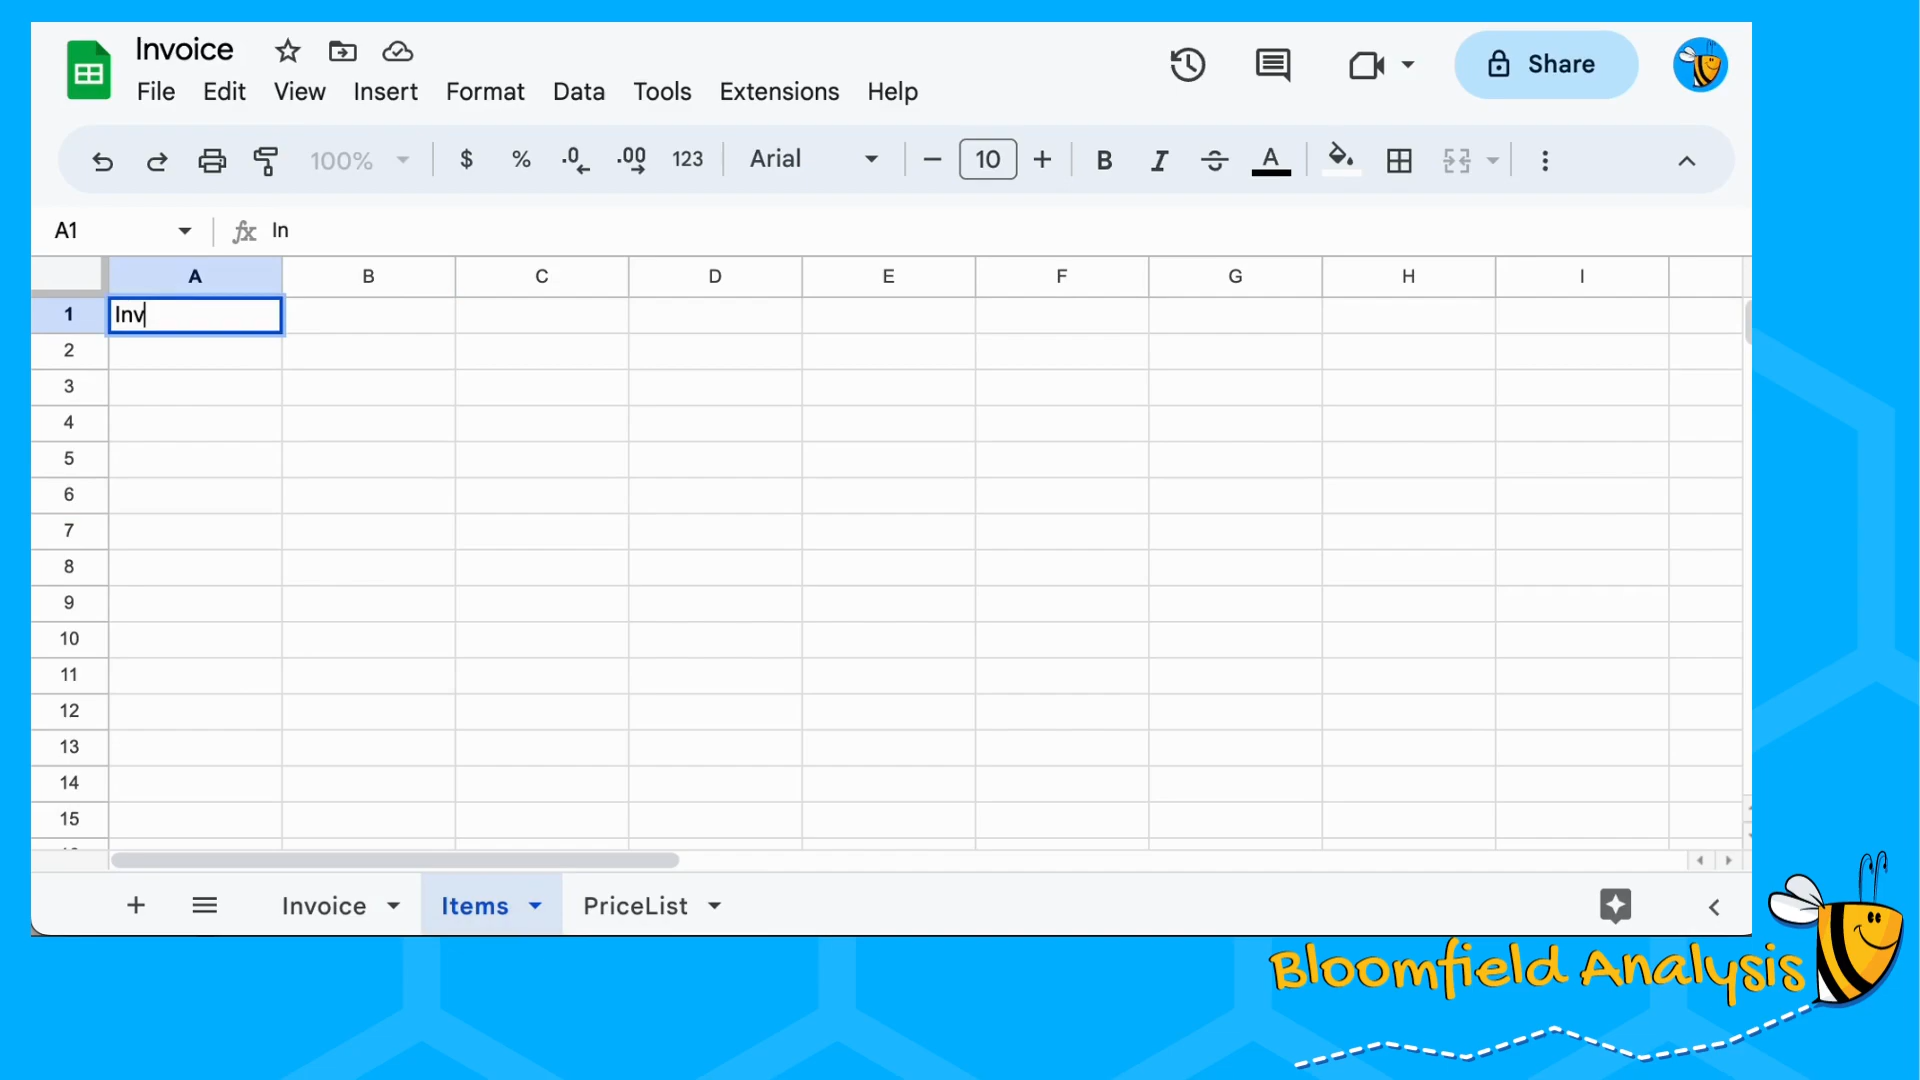 Invoice
File Edit View Insert Format Data Tools Extensions Help
Share
100% $ % .0 .00 123 Arial 10 B I A
A1 fx In
A B C D E F G H I
1 Inv
2
3
4
5
6
7
8
9
10
11
12
13
14
15
Invoice Items PriceList
Bloomfield Analysis